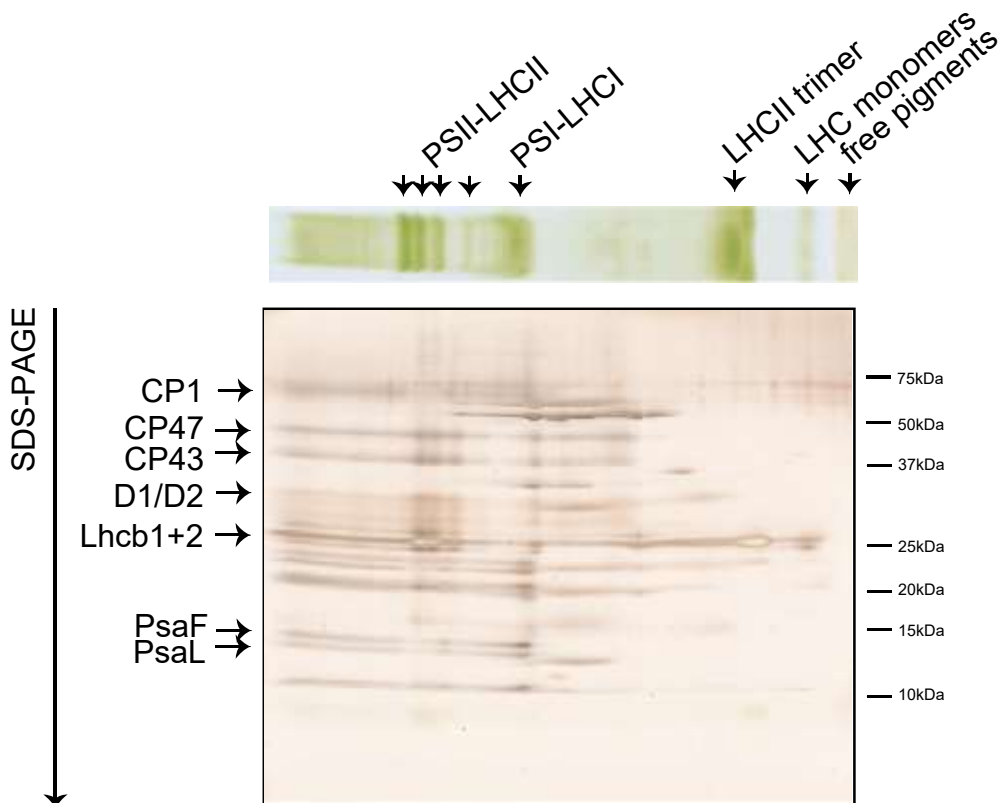 PSII-LHCII
PSI-LHCI
LHCII trimer
LHC monomers
free pigments
SDS-PAGE
CP1
CP47
CP43
D1/D2
Lhcb1+2
PsaF
PsaL
75kDa
50kDa
37kDa
25kDa
20kDa
15kDa
10kDa